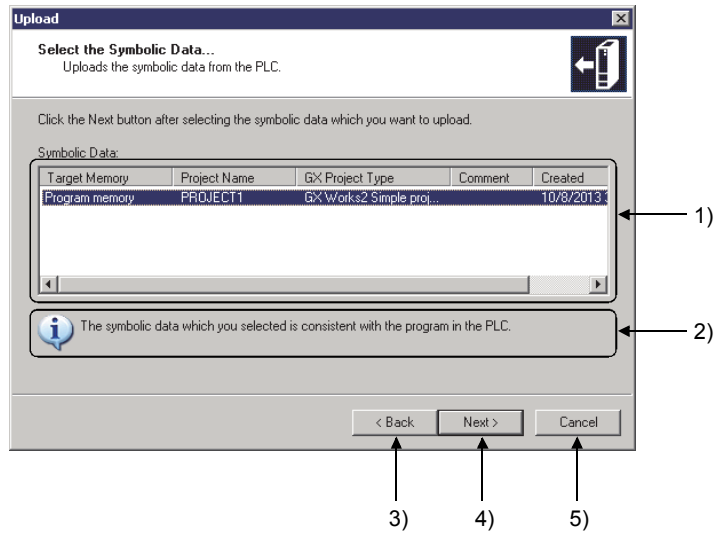 Upload
Select the Symbolic Data...
Uploads the symbolic data from the PLC.
Click the Next button after selecting the symbolic data which you want to upload.
Symbolic Data:
Target Memory Project Name GX Project Type Comment Created
Program memory PROJECT1 GX Works2 Simple proj... 10/8/2013
1)
The symbolic data which you selected is consistent with the program in the PLC.
2)
< Back Next > Cancel
3) 4) 5)